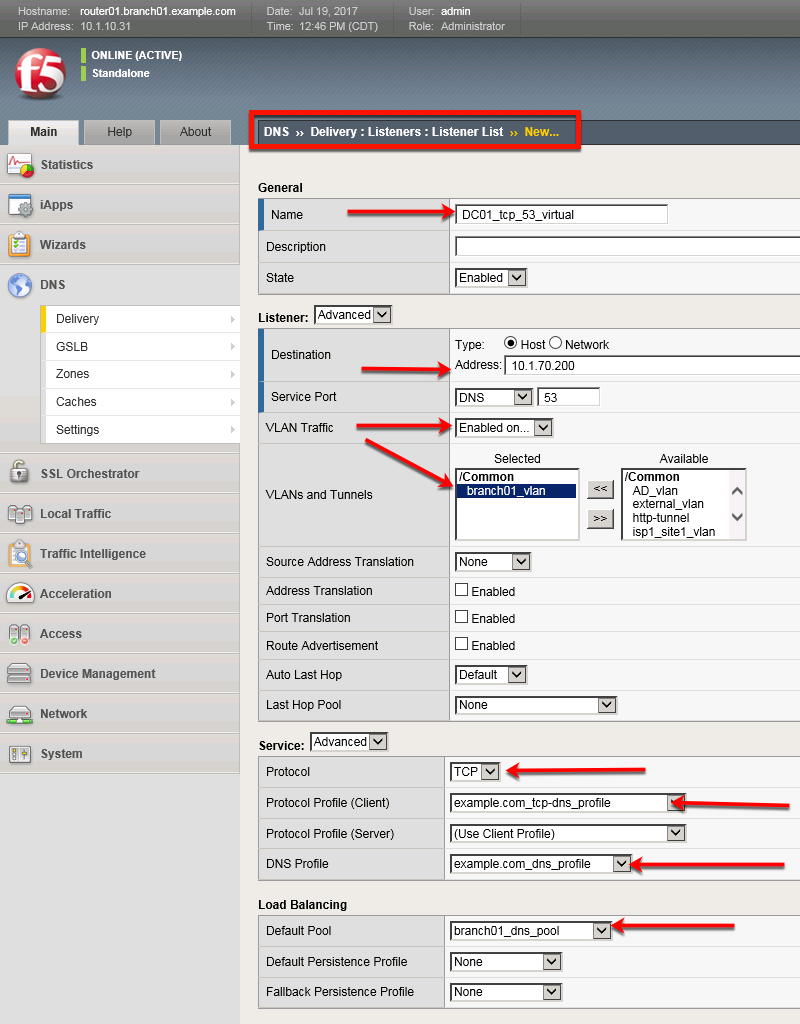 Hostname: router01.branch01.example.com Date: Jul 19, 2017 User: admin
IP Address: 10.1.10.31 Time: 12:46 PM (CDT) Role: Administrator
f5
ONLINE (ACTIVE)
Standalone
Main Help About
DNS ›› Delivery : Listeners : Listener List ›› New...
Statistics
iApps
Wizards
DNS
Delivery
GSLB
Zones
Caches
Settings
SSL Orchestrator
Local Traffic
Traffic Intelligence
Acceleration
Access
Device Management
Network
System
General
Name DC01_tcp_53_virtual
Description
State Enabled
Listener: Advanced
Destination
Type: Host Network
Address: 10.1.70.200
Service Port DNS 53
VLAN Traffic Enabled on...
VLANs and Tunnels
Selected Available
/Common << /Common
branch01_vlan AD_vlan
external_vlan
>> http-tunnel
isp1_site1_vlan
Source Address Translation None
Address Translation Enabled
Port Translation Enabled
Route Advertisement Enabled
Auto Last Hop Default
Last Hop Pool None
Service: Advanced
Protocol TCP
Protocol Profile (Client) example.com_tcp-dns_profile
Protocol Profile (Server) (Use Client Profile)
DNS Profile example.com_dns_profile
Load Balancing
Default Pool branch01_dns_pool
Default Persistence Profile None
Fallback Persistence Profile None